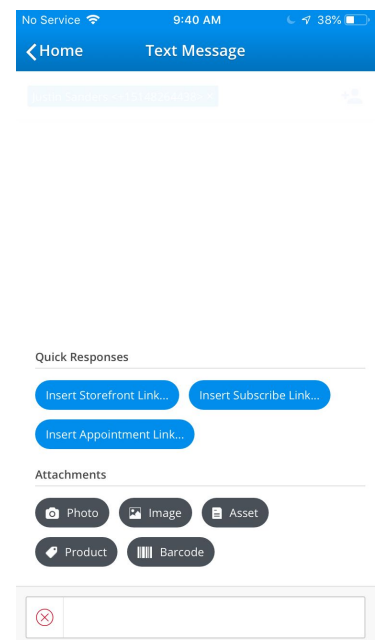 No Service 9:40 AM 38%
Home Text Message
Quick Responses
Insert Storefront Link... Insert Subscribe Link...
Insert Appointment Link...
Attachments
Photo Image Asset
Product Barcode